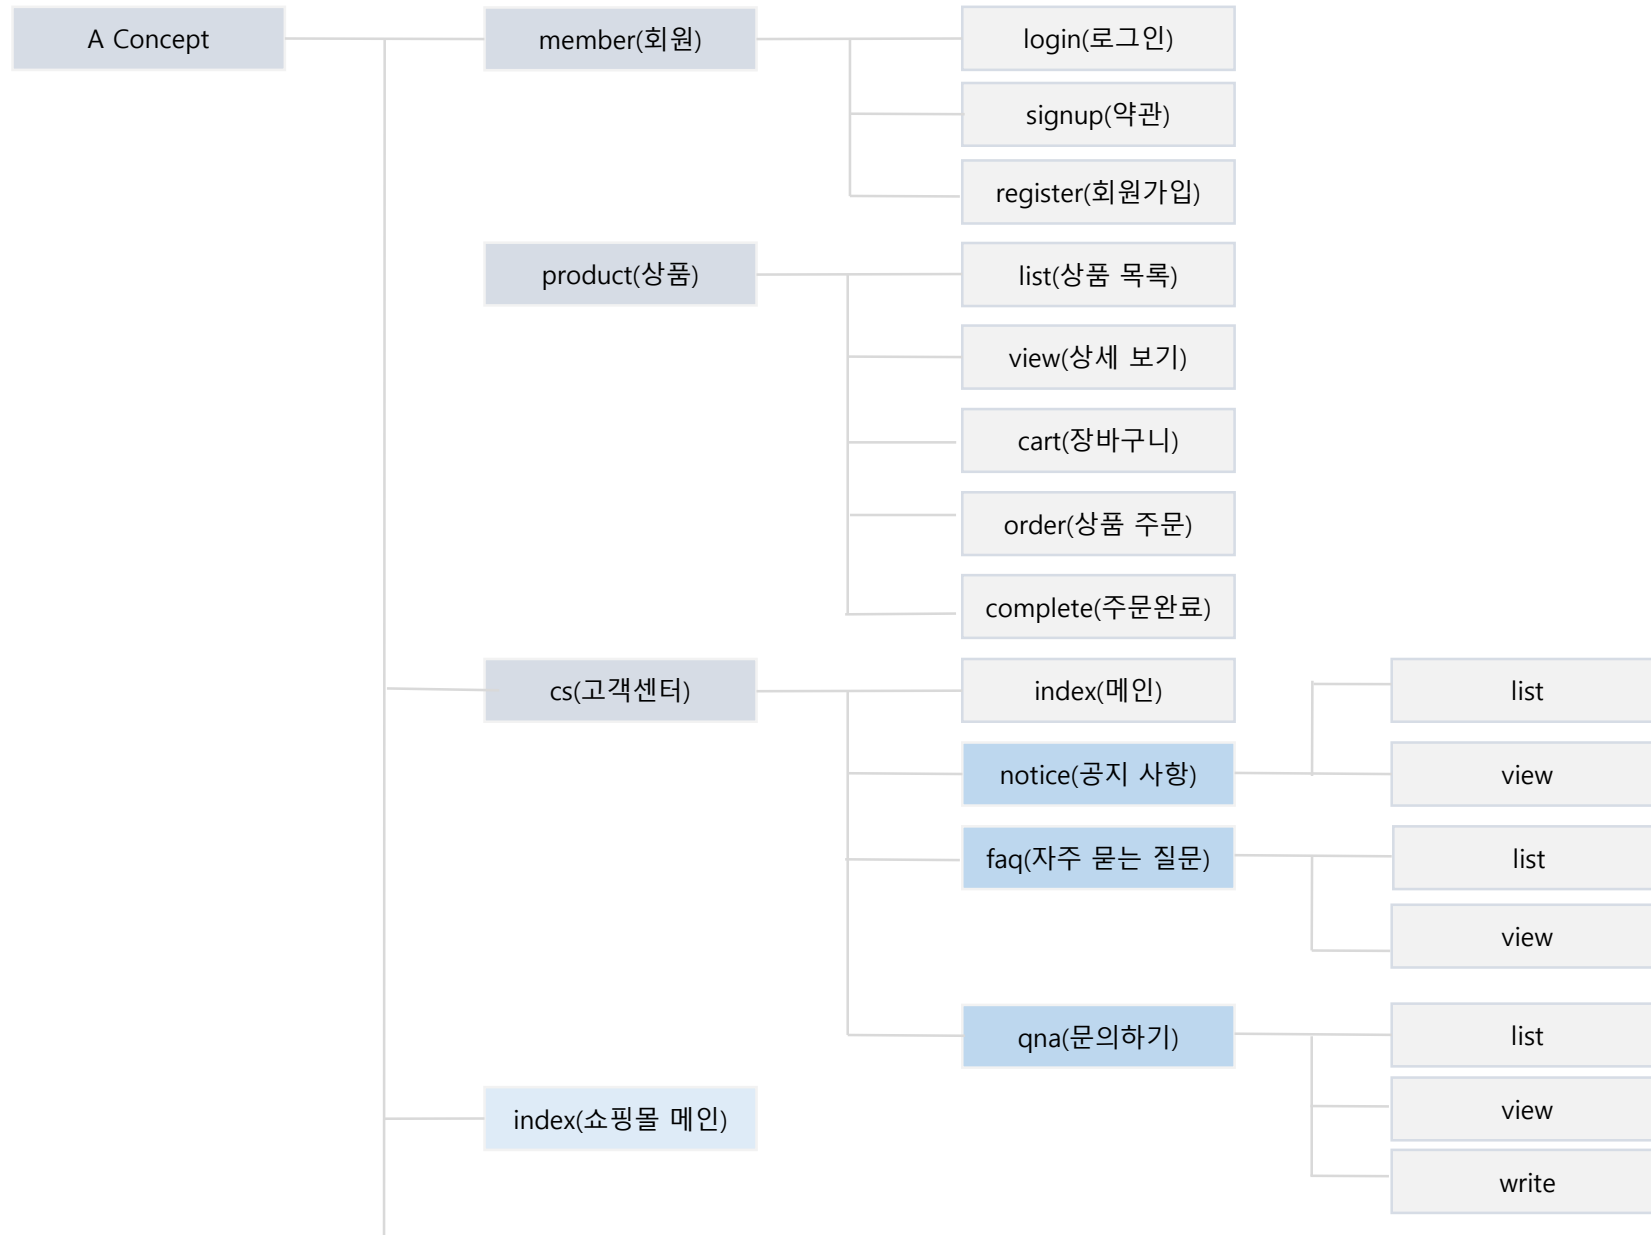 A Concept
member(회원)
login(로그인)
signup(약관)
register(회원가입)
product(상품)
list(상품 목록)
view(상세 보기)
cart(장바구니)
order(상품 주문)
complete(주문완료)
cs(고객센터)
index(메인)
notice(공지 사항)
list
view
faq(자주 묻는 질문)
list
view
qna(문의하기)
list
view
write
index(쇼핑몰 메인)